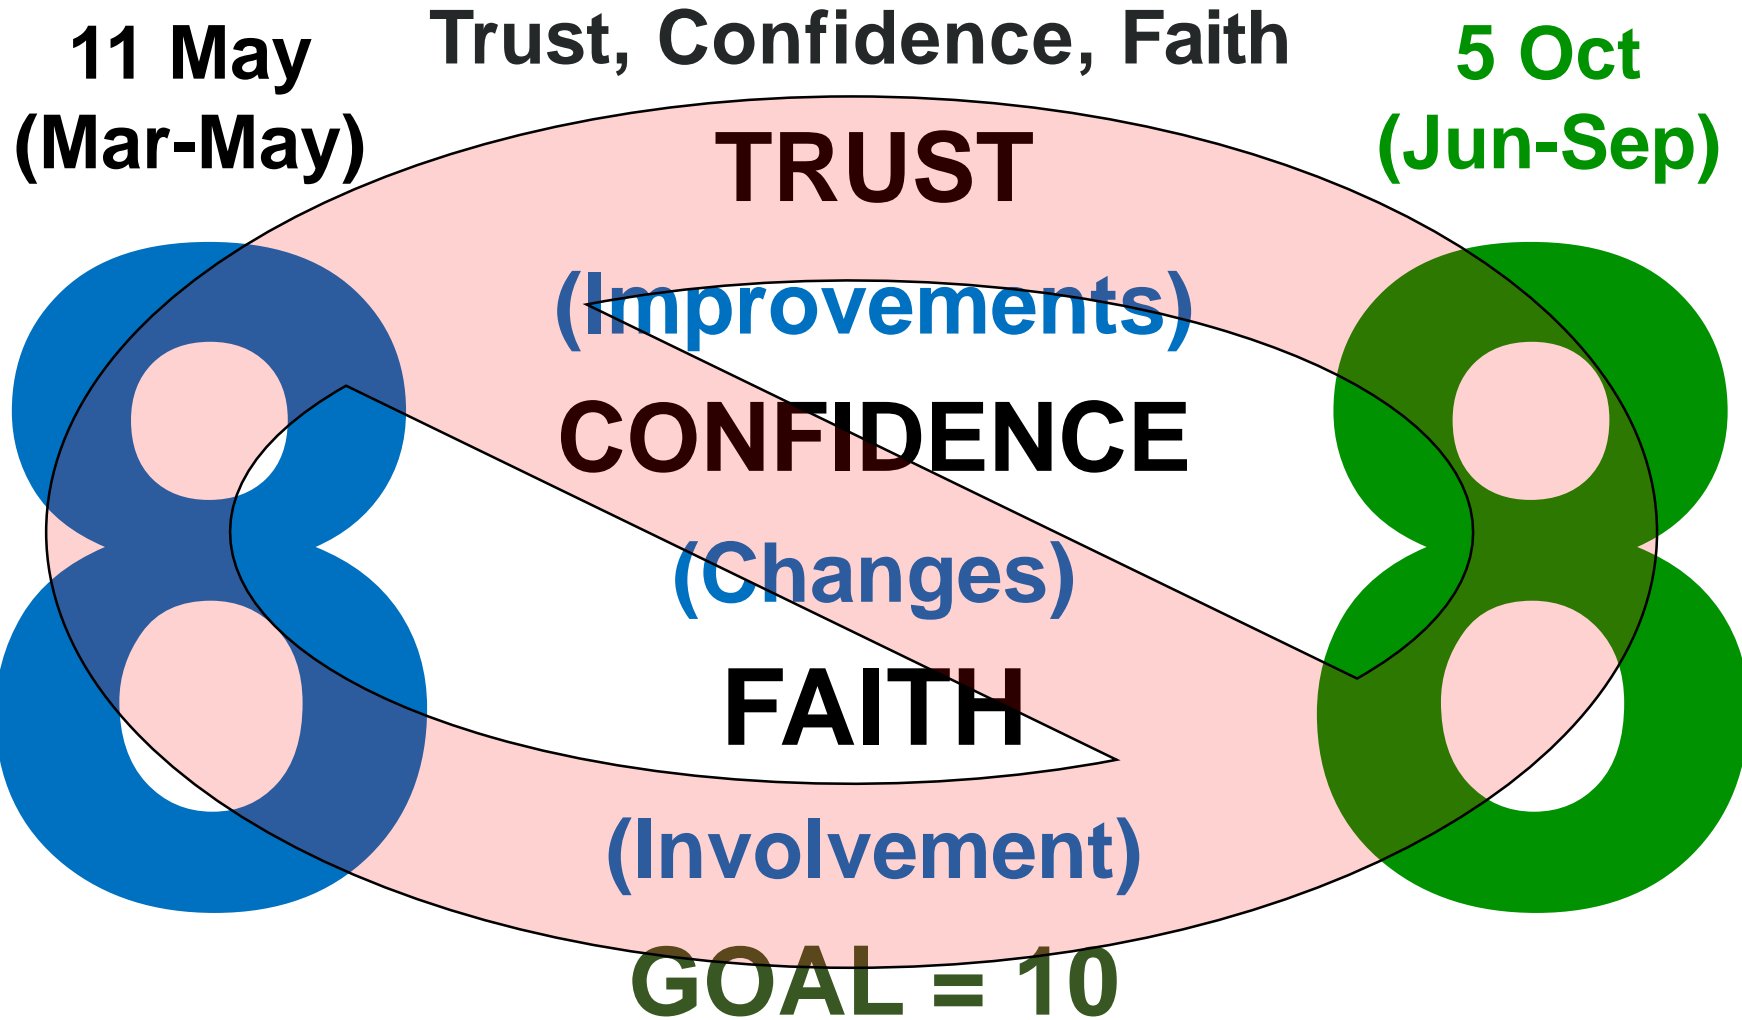 Trust, Confidence, Faith
11 May
(Mar-May)
5 Oct
(Jun-Sep)
8
8
TRUST
(Improvements)
CONFIDENCE
(Changes)
FAITH
(Involvement)
GOAL = 10